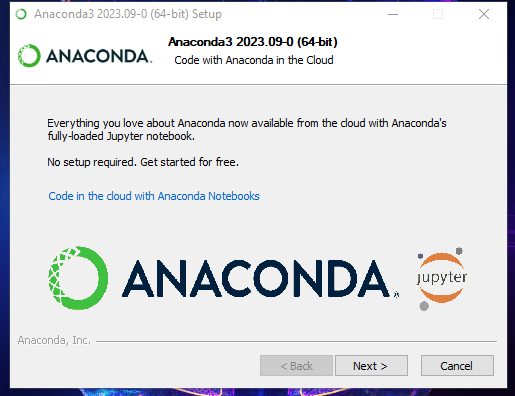 Anaconda3 2023.09-0 (64-bit) Setup
Anaconda3 2023.09-0 (64-bit)
ANACONDA.
Code with Anaconda in the Cloud
Everything you love about Anaconda now available from the cloud with Anaconda's
fully-loaded Jupyter notebook.
No setup required. Get started for free.
Code in the cloud with Anaconda Notebooks
ANACONDA®
jupyter
Anaconda, Inc.
< Back Next > Cancel